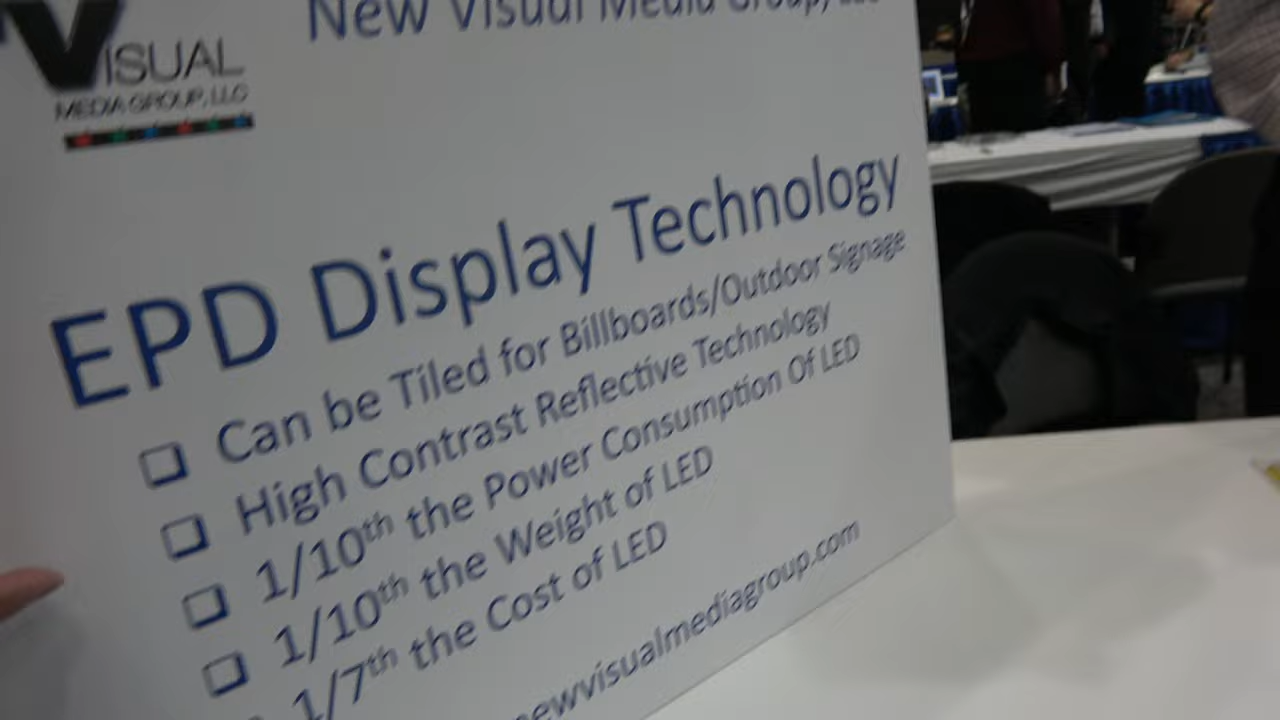 New Visual Media Group, LLC
VISUAL
MEDIA GROUP, LLC
EPD Display Technology
Can be Tiled for Billboards/Outdoor Signage
High Contrast Reflective Technology
1/10th the Power Consumption Of LED
1/10th the Weight of LED
1/7th the Cost of LED
newvisualmediagroup.com